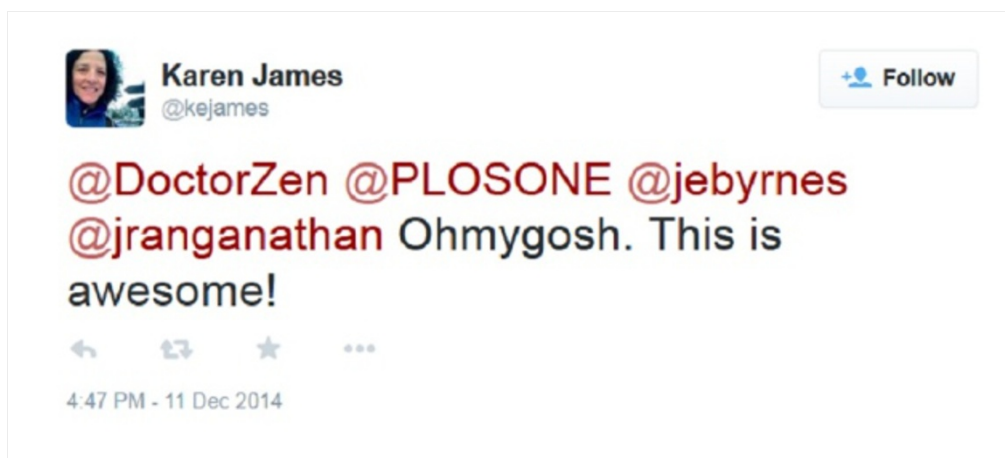 Karen James
@kejames
Follow
@DoctorZen @PLOSONE @jebyrnes
@jranganathan Ohmygosh. This is
awesome!
4:47 PM - 11 Dec 2014